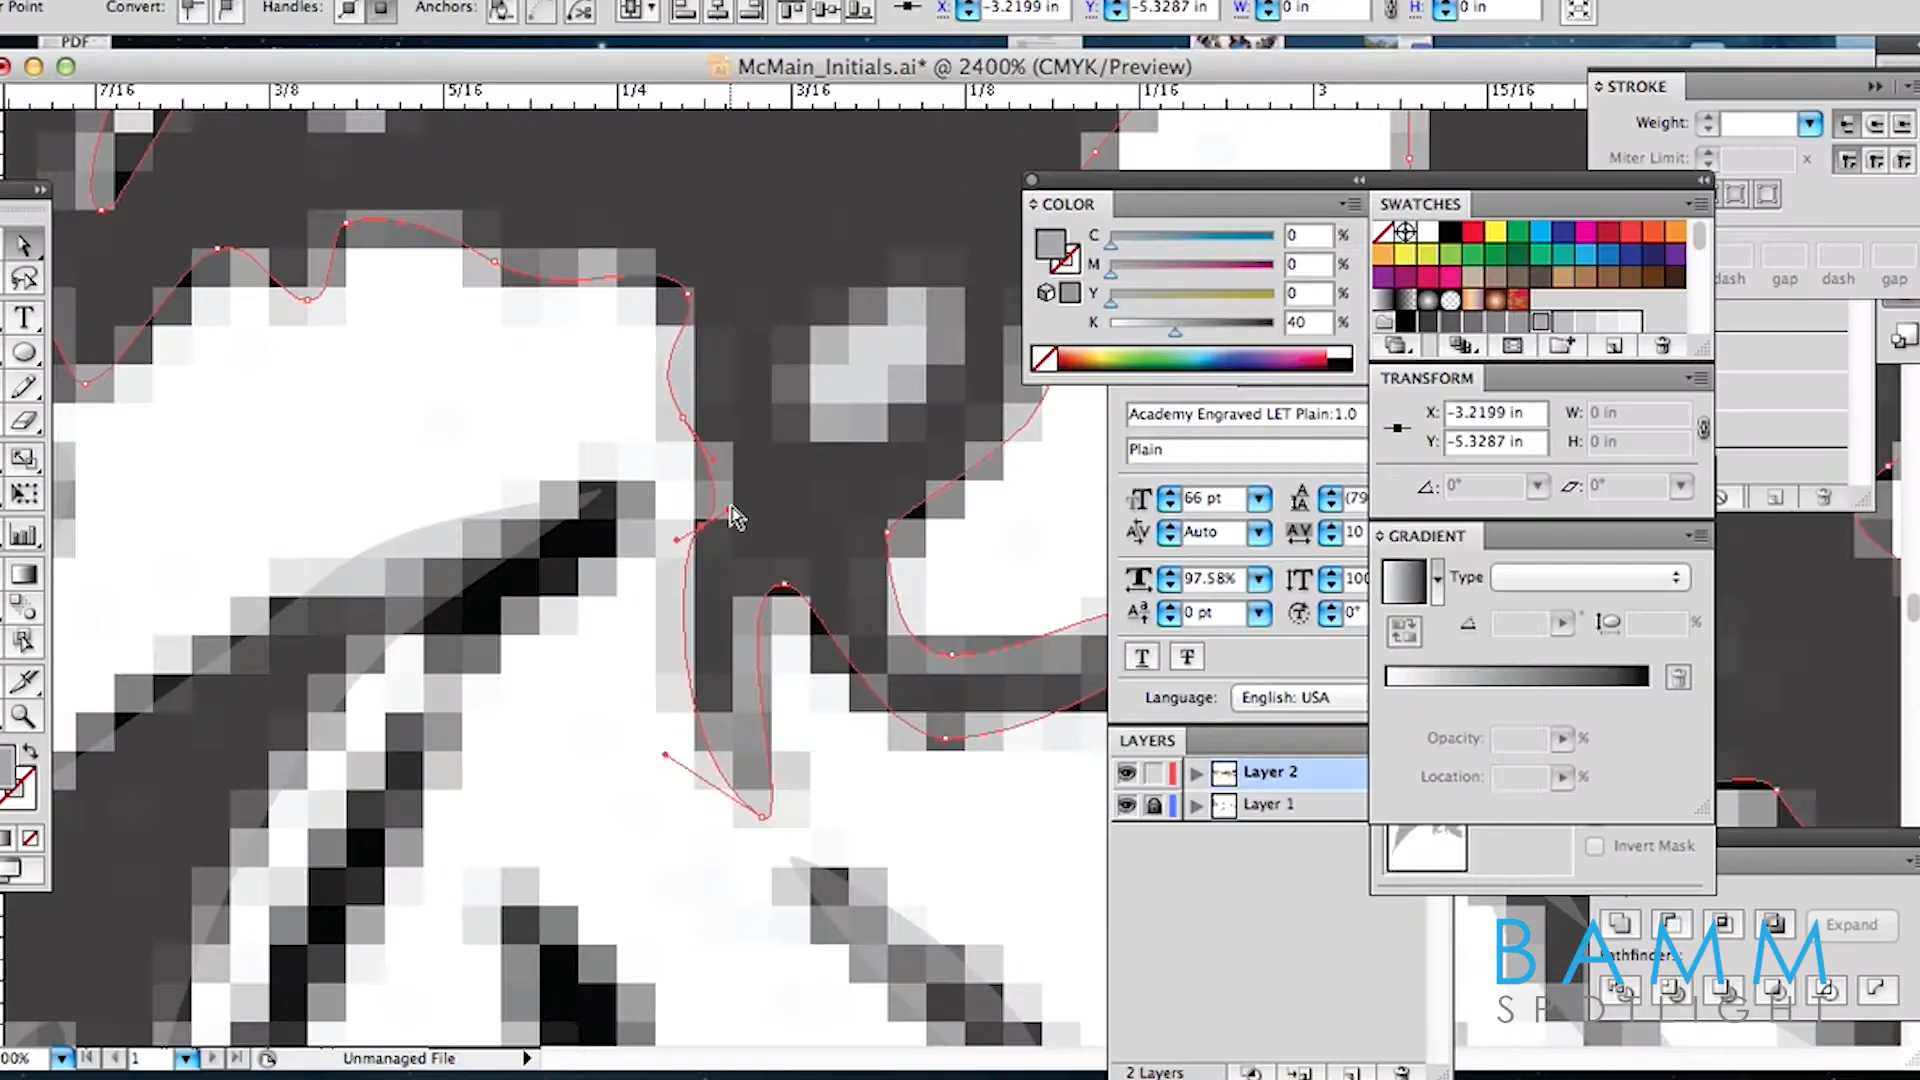 Point
Convert:
Handles:
Anchors:
X:
-3.2199 in
Y:
-5.3287 in
W:
0 in
H:
0 in
PDF
McMain_Initials.ai* @ 2400% (CMYK/Preview)
7/16
3/8
5/16
1/4
3/16
1/8
1/16
3
15/16
STROKE
Weight:
Miter Limit:
x
dash
gap
dash
gap
COLOR
C
0
%
M
0
%
Y
0
%
K
40
%
SWATCHES
TRANSFORM
X:
-3.2199 in
W:
0 in
Y:
-5.3287 in
H:
0 in
0°
0°
Academy Engraved LET Plain:1.0
Plain
66 pt
(79
Auto
10
97.58%
100
0 pt
0°
Language:
English: USA
GRADIENT
Type
°
%
Opacity:
%
Location:
%
LAYERS
Layer 2
Layer 1
Invert Mask
Expand
Pathfinders:
BAMM
SPOTLIGHT
00%
1
Unmanaged File
2 Layers